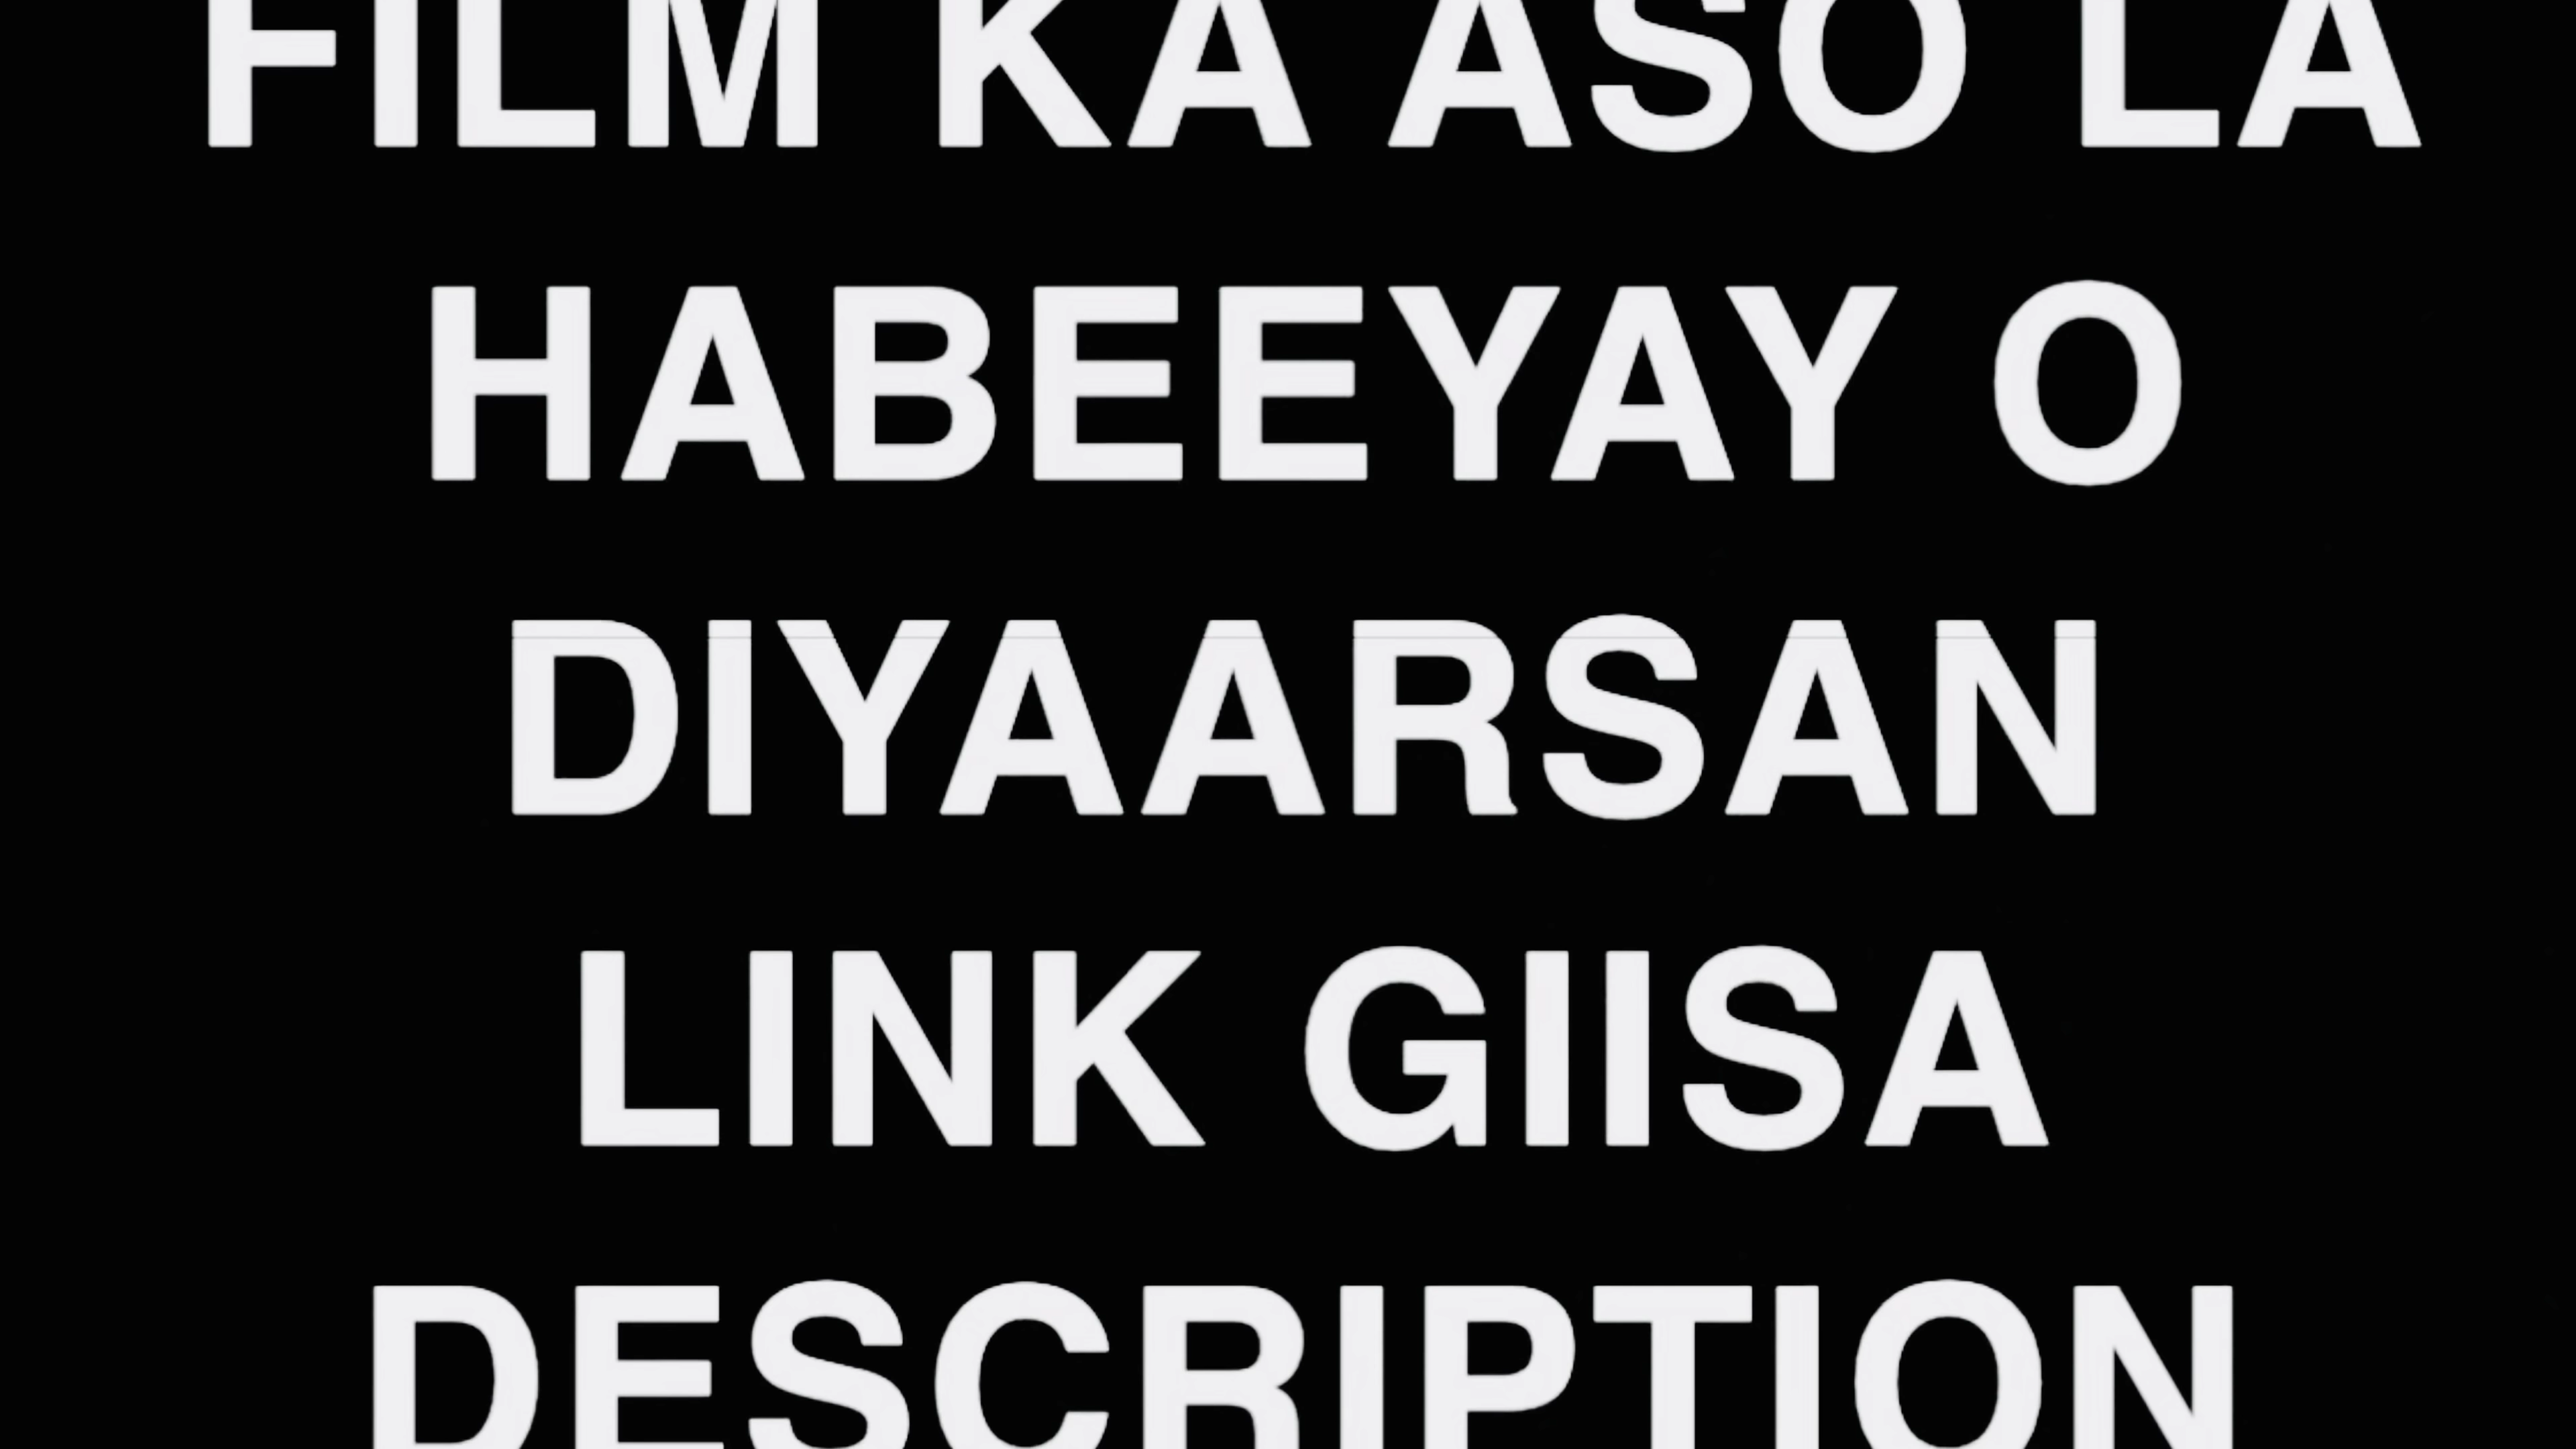 FILM KA ASO LA
HABEEYAY O
DIYAARSAN
LINK GIISA
DESCRIPTION